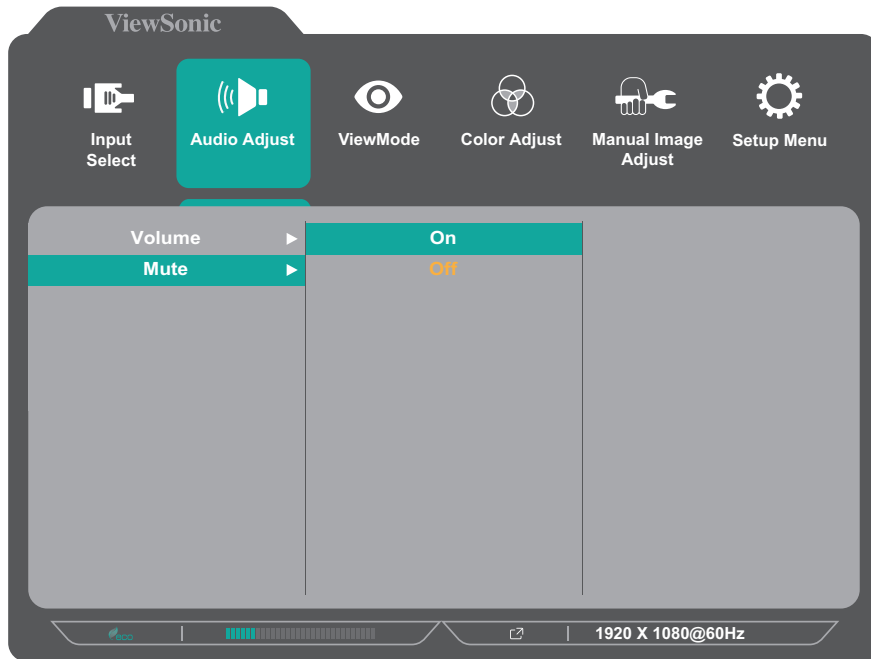 ViewSonic
Input
Select
Audio Adjust
ViewMode
Color Adjust
Manual Image
Adjust
Setup Menu
Volume
On
Mute
Off
eco
1920 X 1080@60Hz